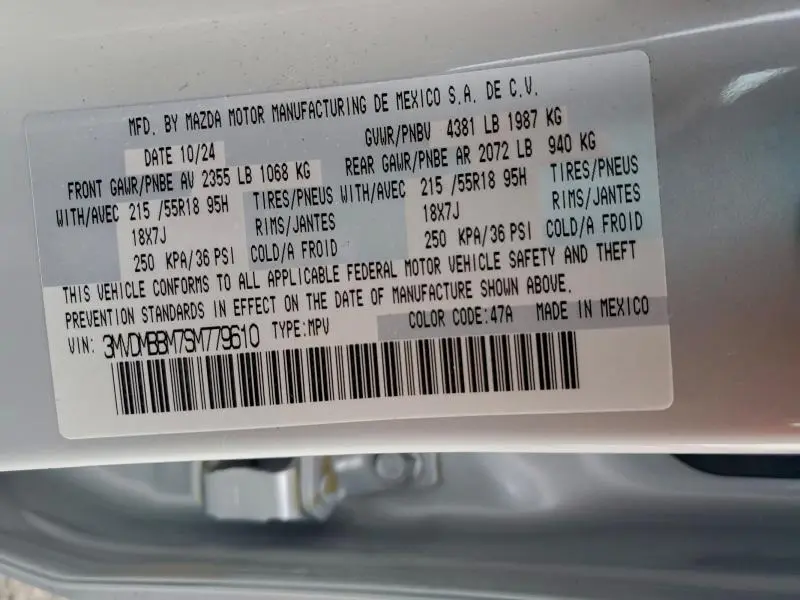 MFD. BY MAZDA MOTOR MANUFACTURING DE MEXICO S.A. DE C.V.
DATE 10/24 GVWR/PNBV 4381 LB 1987 KG
FRONT GAWR/PNBE AV 2355 LB 1068 KG REAR GAWR/PNBE AR 2072 LB 940 KG
WITH/AVEC 215 /55R18 95H TIRES/PNEUS WITH/AVEC 215 /55R18 95H TIRES/PNEUS
18X7J RIMS/JANTES 18X7J RIMS/JANTES
250 KPA/36 PSI COLD/A FROID 250 KPA/36 PSI COLD/A FROID
THIS VEHICLE CONFORMS TO ALL APPLICABLE FEDERAL MOTOR VEHICLE SAFETY AND THEFT
PREVENTION STANDARDS IN EFFECT ON THE DATE OF MANUFACTURE SHOWN ABOVE.
VIN: 3MVDMBBM7SM779610 TYPE:MPV COLOR CODE:47A MADE IN MEXICO